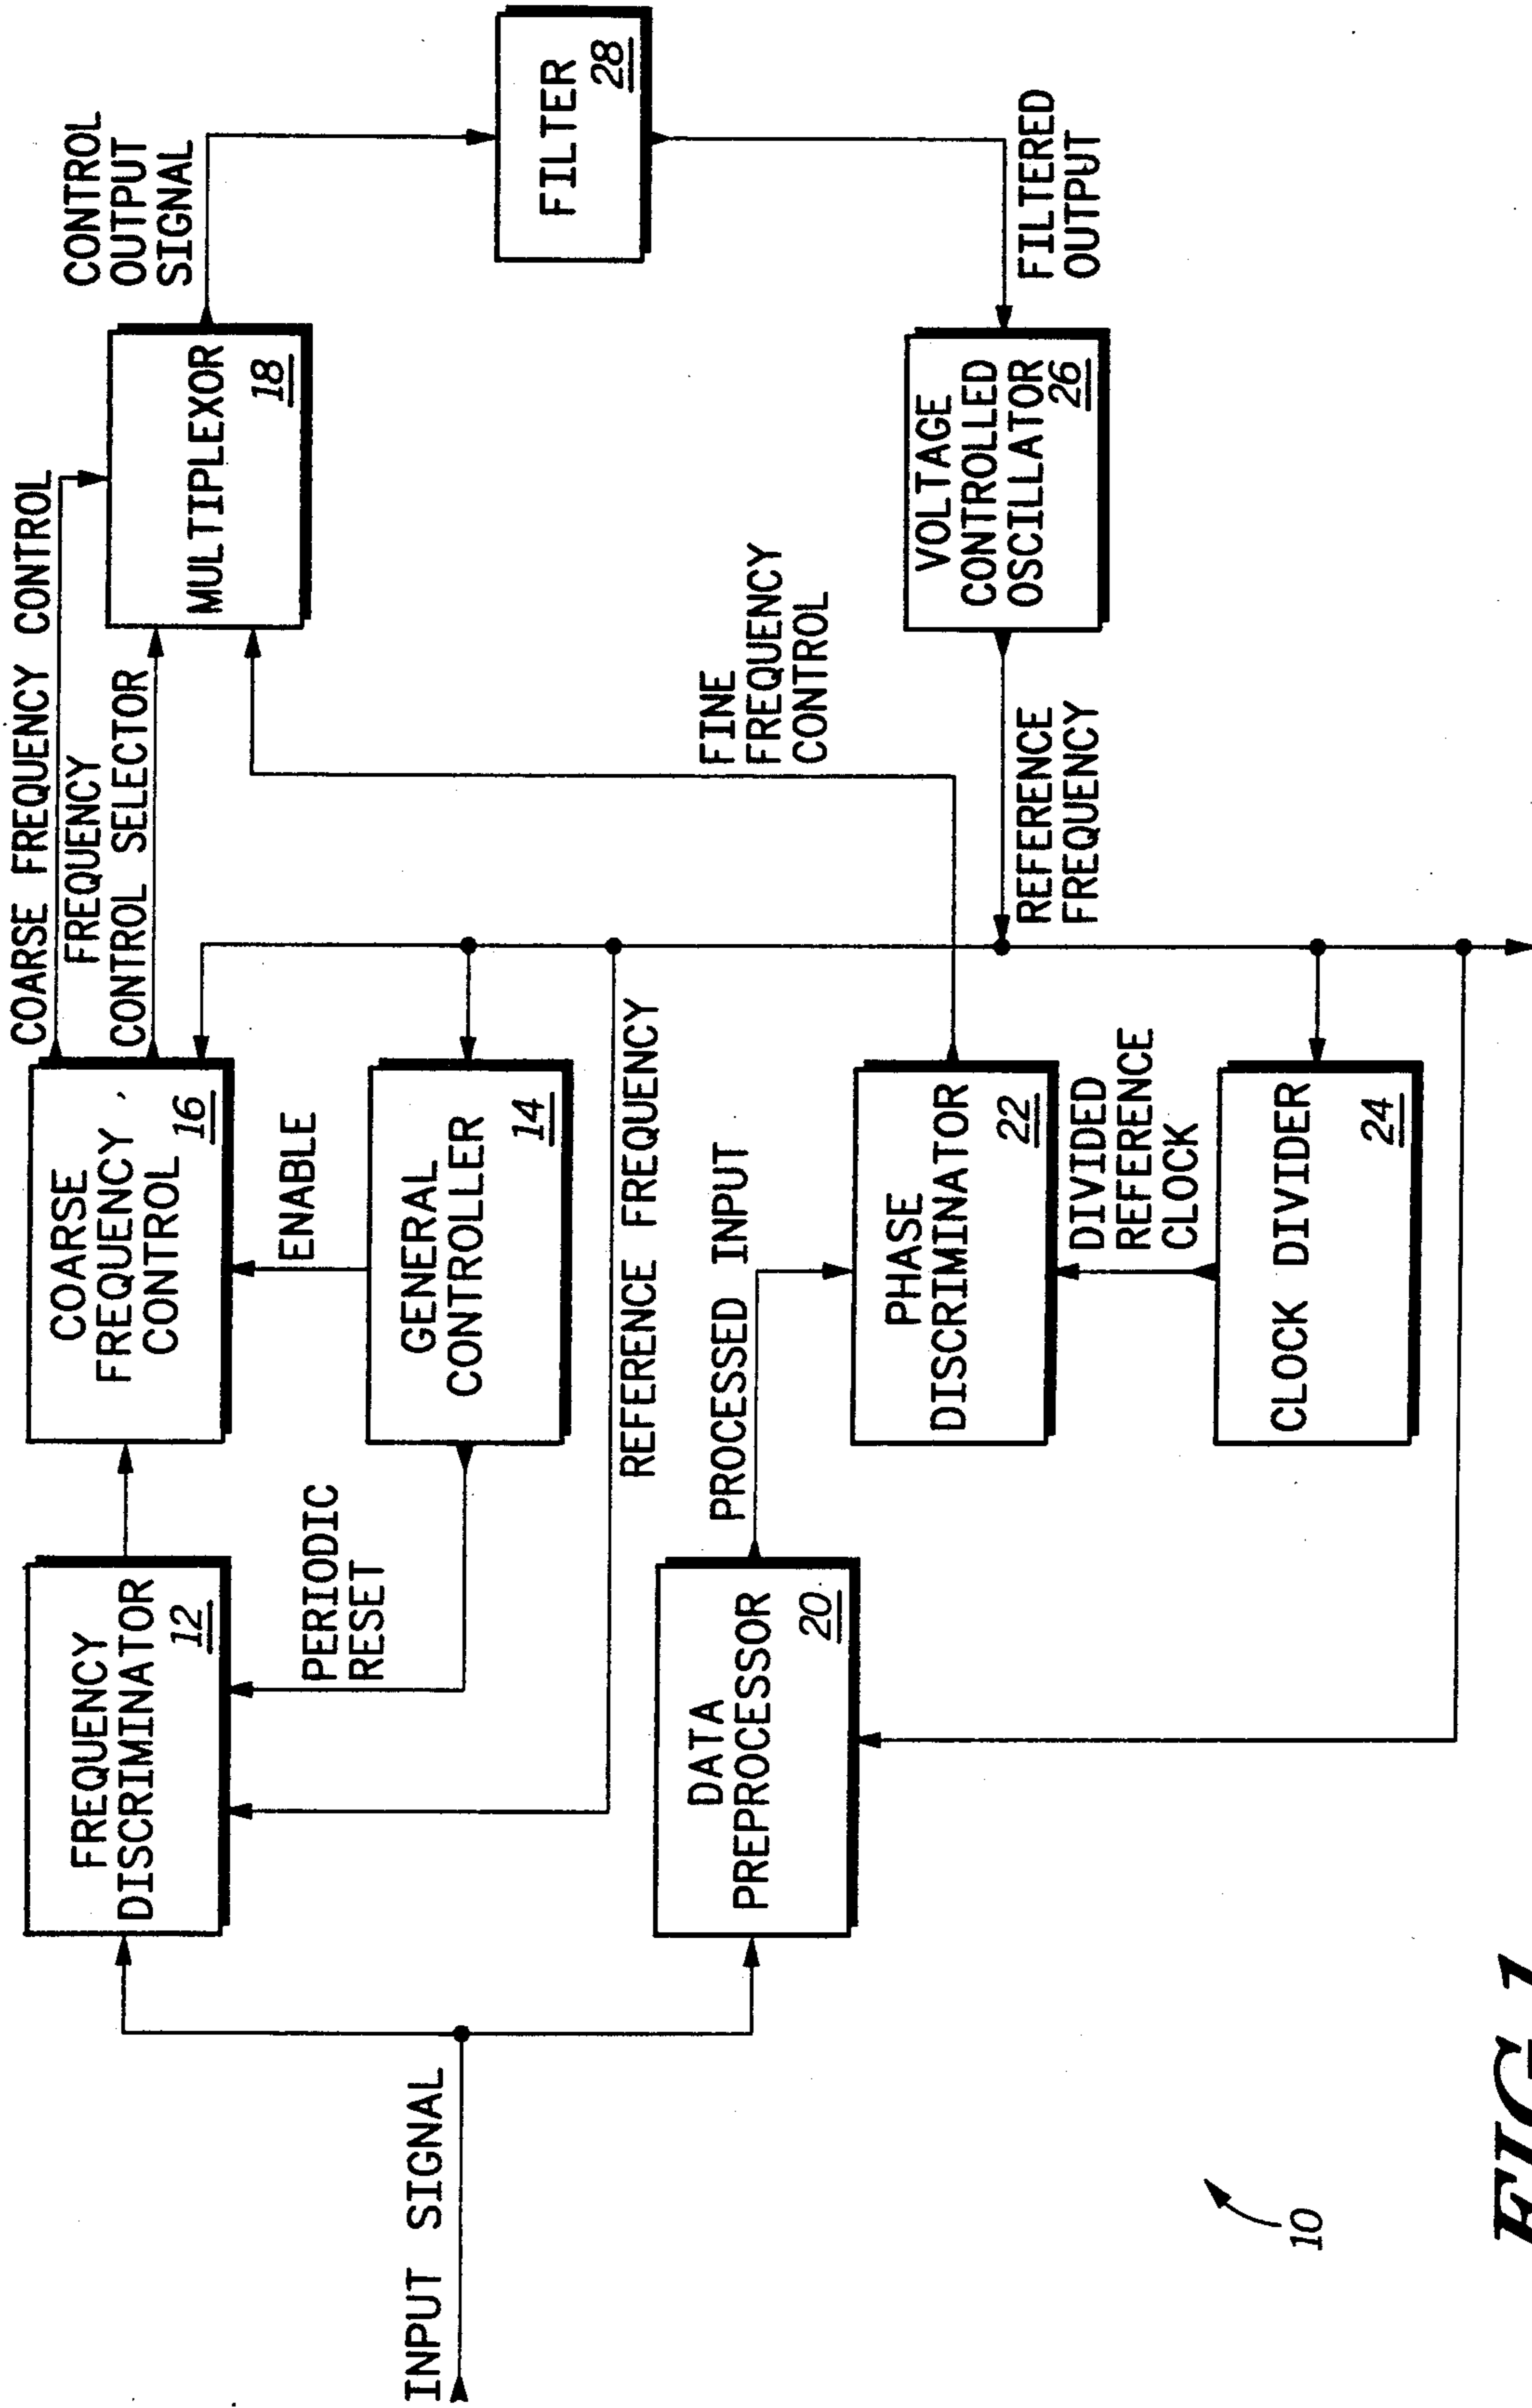 COARSE FREQUENCY CONTROL
FREQUENCY
CONTROL SELECTOR
CONTROL
OUTPUT
SIGNAL
FREQUENCY
DISCRIMINATOR
12
COARSE
FREQUENCY
CONTROL
16
MULTIPLEXOR
18
ENABLE
PERIODIC
RESET
GENERAL
CONTROLLER
14
INPUT SIGNAL
REFERENCE FREQUENCY
FILTER
28
FINE
FREQUENCY
CONTROL
PROCESSED INPUT
DATA
PREPROCESSOR
20
PHASE
DISCRIMINATOR
22
VOLTAGE
CONTROLLED
OSCILLATOR
26
REFERENCE
FREQUENCY
FILTERED
OUTPUT
DIVIDED
REFERENCE
CLOCK
CLOCK DIVIDER
24
10
FIG.1